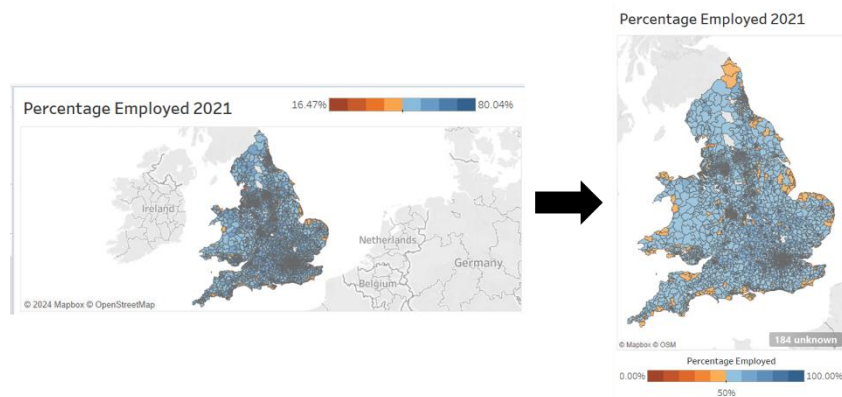 Percentage Employed 2021
16.47% 80.04%
Ireland
Netherlands
Belgium
Germany
© 2024 Mapbox © OpenStreetMap
Percentage Employed 2021
184 unknown
© Mapbox © OSM
Percentage Employed
0.00% 100.00%
50%